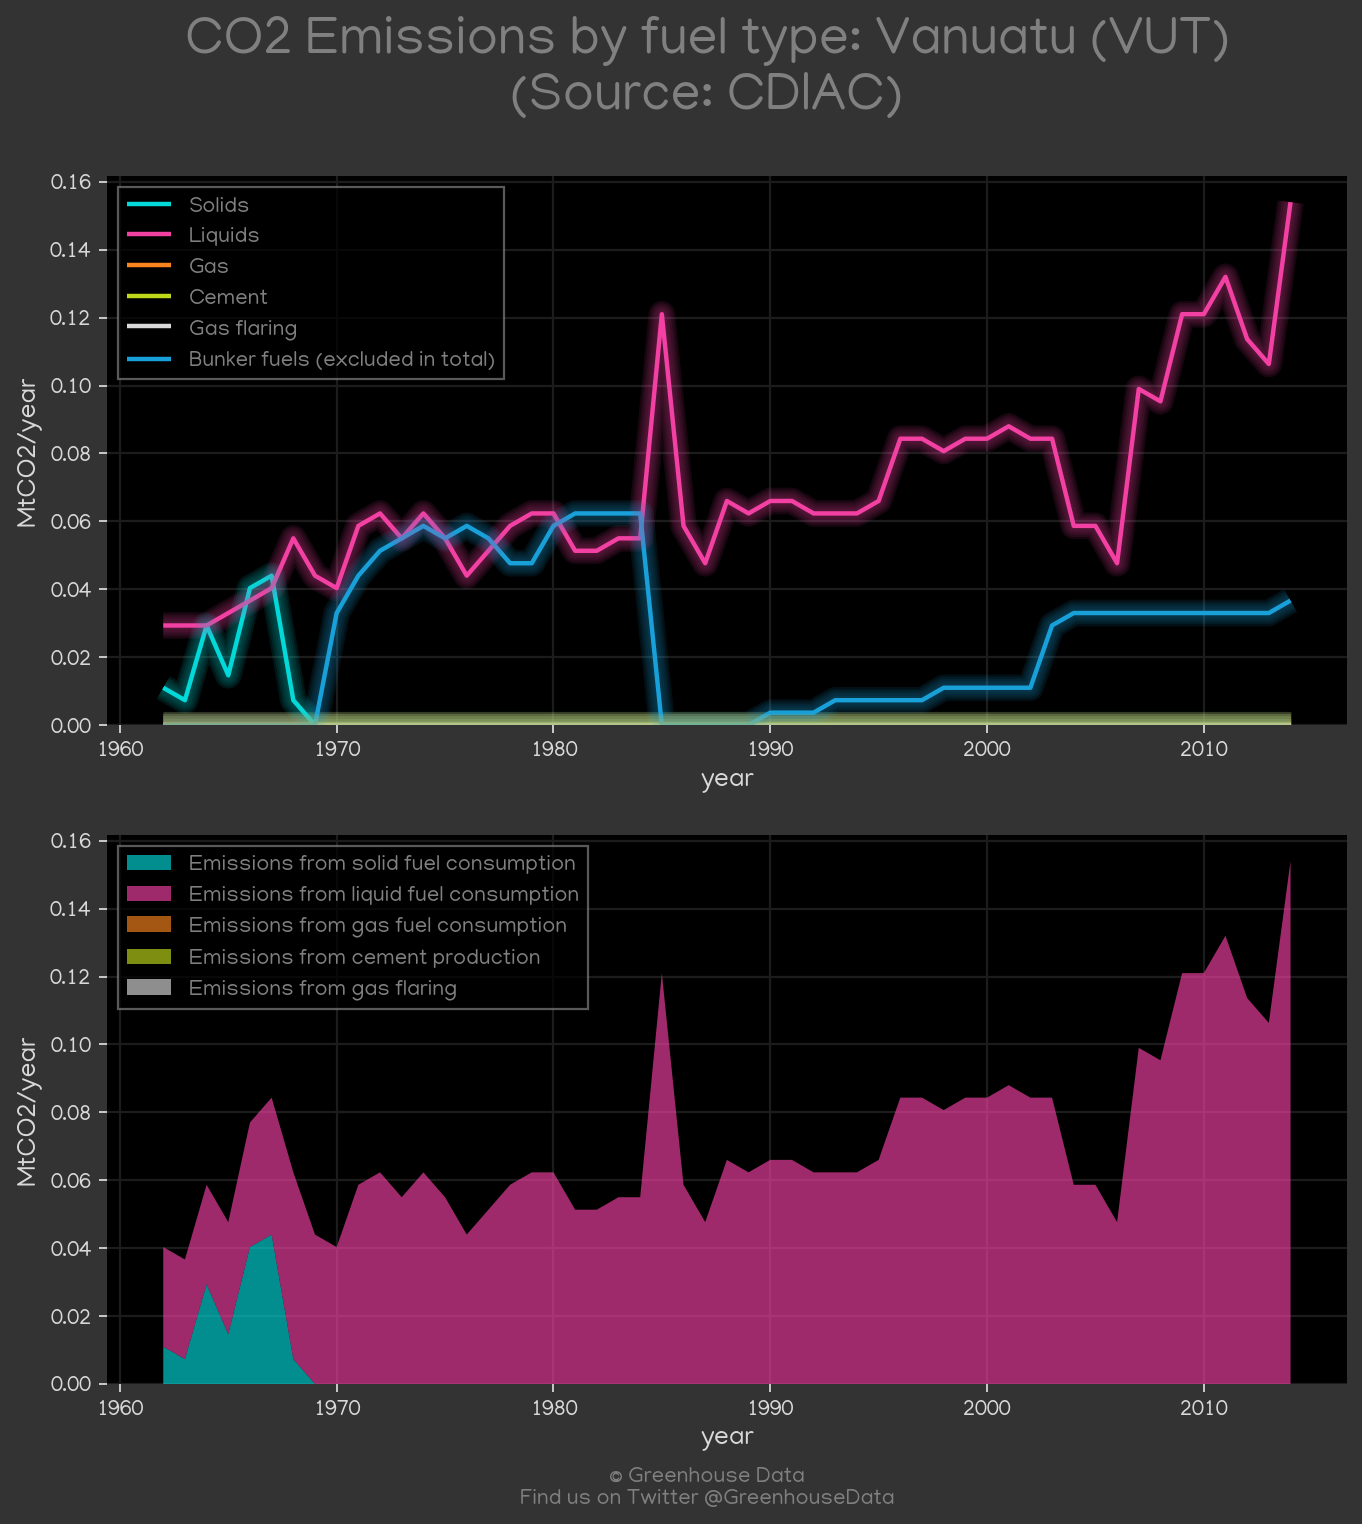 CO2 Emissions by fuel type: Vanuatu (VUT)
(Source: CDIAC)
0.16
0.14
0.12
0.10
0.08
0.06
0.04
0.02
0.00
MtCO2/year
Solids
Liquids
Gas
Cement
Gas flaring
Bunker fuels (excluded in total)
1960 1970 1980 1990 2000 2010
year
0.16
0.14
0.12
0.10
0.08
0.06
0.04
0.02
0.00
MtCO2/year
Emissions from solid fuel consumption
Emissions from liquid fuel consumption
Emissions from gas fuel consumption
Emissions from cement production
Emissions from gas flaring
1960 1970 1980 1990 2000 2010
year
© Greenhouse Data
Find us on Twitter @GreenhouseData